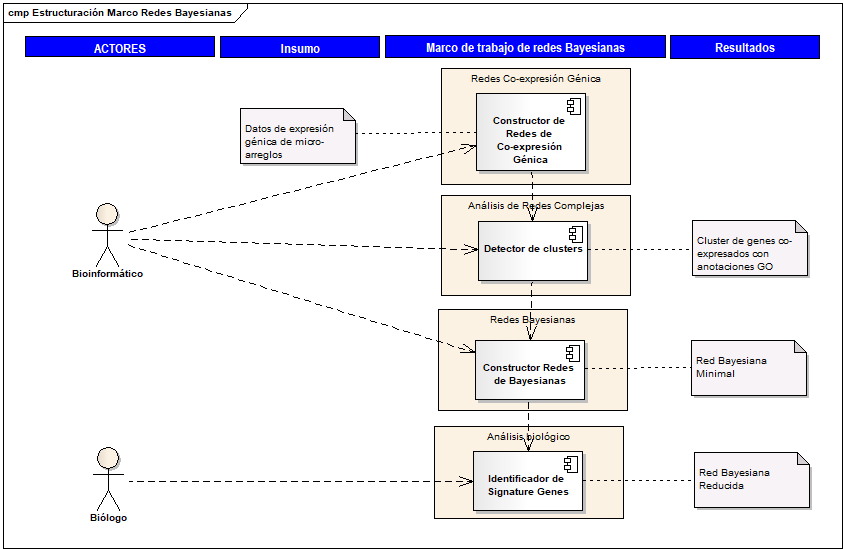 cmp Estructuración Marco Redes Bayesianas
ACTORES
Insumo
Marco de trabajo de redes Bayesianas
Resultados
Redes Co-expresión Génica
Datos de expresión
génica de micro-
arreglos
Constructor de
Redes de
Co-expresión
Génica
Análisis de Redes Complejas
Bioinformático
Detector de clusters
Cluster de genes co-
expresados con
anotaciones GO
Redes Bayesianas
Constructor Redes
de Bayesianas
Red Bayesiana
Minimal
Análisis biológico
Biólogo
Identificador de
Signature Genes
Red Bayesiana
Reducida